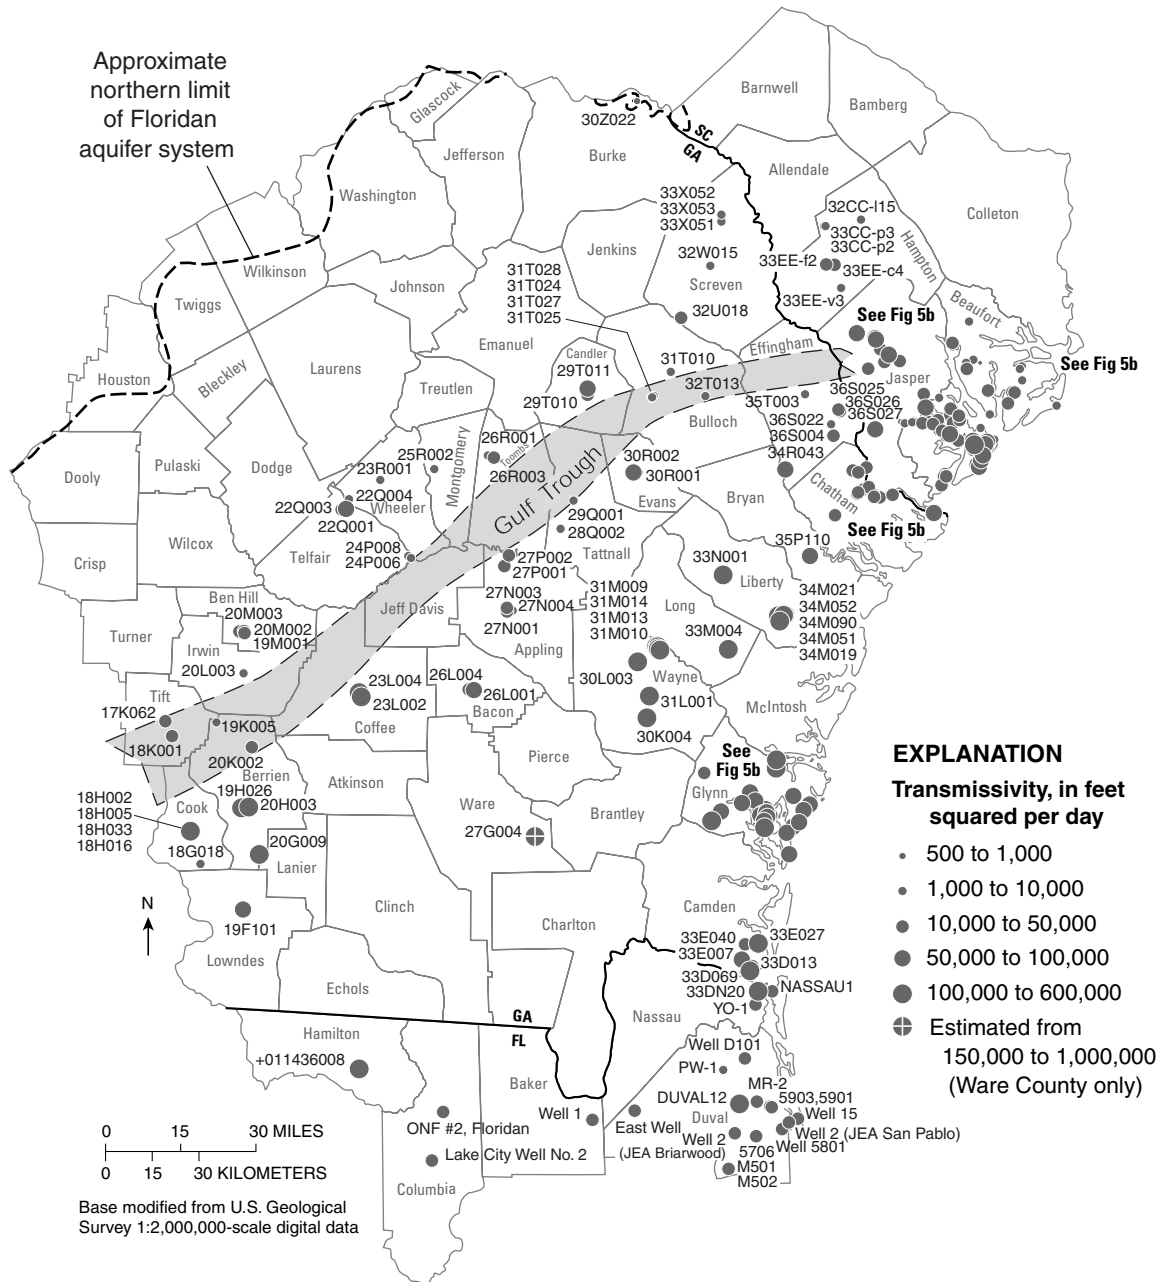 Approximate
northern limit
of Floridan
aquifer system
Glascock
Barnwell
Bamberg
30Z022
SC
GA
Burke
Jefferson
Allendale
Washington
33X052
33X053
33X051
32CC-l15
33CC-p3
33CC-p2
Colleton
Hampton
Jenkins
31T028
31T024
31T027
31T025
32W015
Screven
33EE-f2
33EE-c4
33EE-v3
Wilkinson
Johnson
Twiggs
Beaufort
32U018
See Fig 5b
Emanuel
Effingham
Candler
29T011
29T010
31T010
See Fig 5b
Laurens
Houston
Bleckley
Treutlen
32T013
35T003
Jasper
36S025
36S026
36S027
Bulloch
36S022
36S004
34R043
Montgomery
26R001
Toombs
26R003
25R002
23R001
30R002
30R001
Dooly
Pulaski
Dodge
22Q004
22Q003
22Q001
Wheeler
Gulf Trough
Evans
Bryan
Chatham
See Fig 5b
29Q001
28Q002
Tattnall
Wilcox
Telfair
24P008
24P006
27P002
27P001
35P110
33N001
Liberty
Crisp
Ben Hill
20M003
20M002
19M001
Jeff Davis
27N003
27N004
27N001
31M009
31M014
31M013
31M010
Long
33M004
34M021
34M052
34M090
34M051
34M019
Turner
Irwin
20L003
Appling
30L003
Wayne
31L001
30K004
McIntosh
Tift
17K062
18K001
19K005
20K002
23L004
23L002
Coffee
26L004
26L001
Bacon
Pierce
See
Fig 5b
Berrien
19H026
20H003
Atkinson
Glynn
Cook
18H002
18H005
18H033
18H016
18G018
20G009
Lanier
Ware
27G004
Brantley
N
19F101
Clinch
Charlton
Camden
Lowndes
33E040
33E007
33E027
33D013
33D069
33DN20
NASSAU1
YO-1
Echols
GA
FL
Nassau
Hamilton
+011436008
Baker
Well D101
PW-1
MR-2
DUVAL12
5903,5901
Duval
Well 15
Well 1
East Well
Well 2
(JEA Briarwood)
Well 2 (JEA San Pablo)
5706
Well 5801
M501
M502
ONF #2, Floridan
Lake City Well No. 2
Columbia
0 15 30 MILES
0 15 30 KILOMETERS
Base modified from U.S. Geological
Survey 1:2,000,000-scale digital data
EXPLANATION
Transmissivity, in feet
squared per day
500 to 1,000
1,000 to 10,000
10,000 to 50,000
50,000 to 100,000
100,000 to 600,000
Estimated from
150,000 to 1,000,000
(Ware County only)